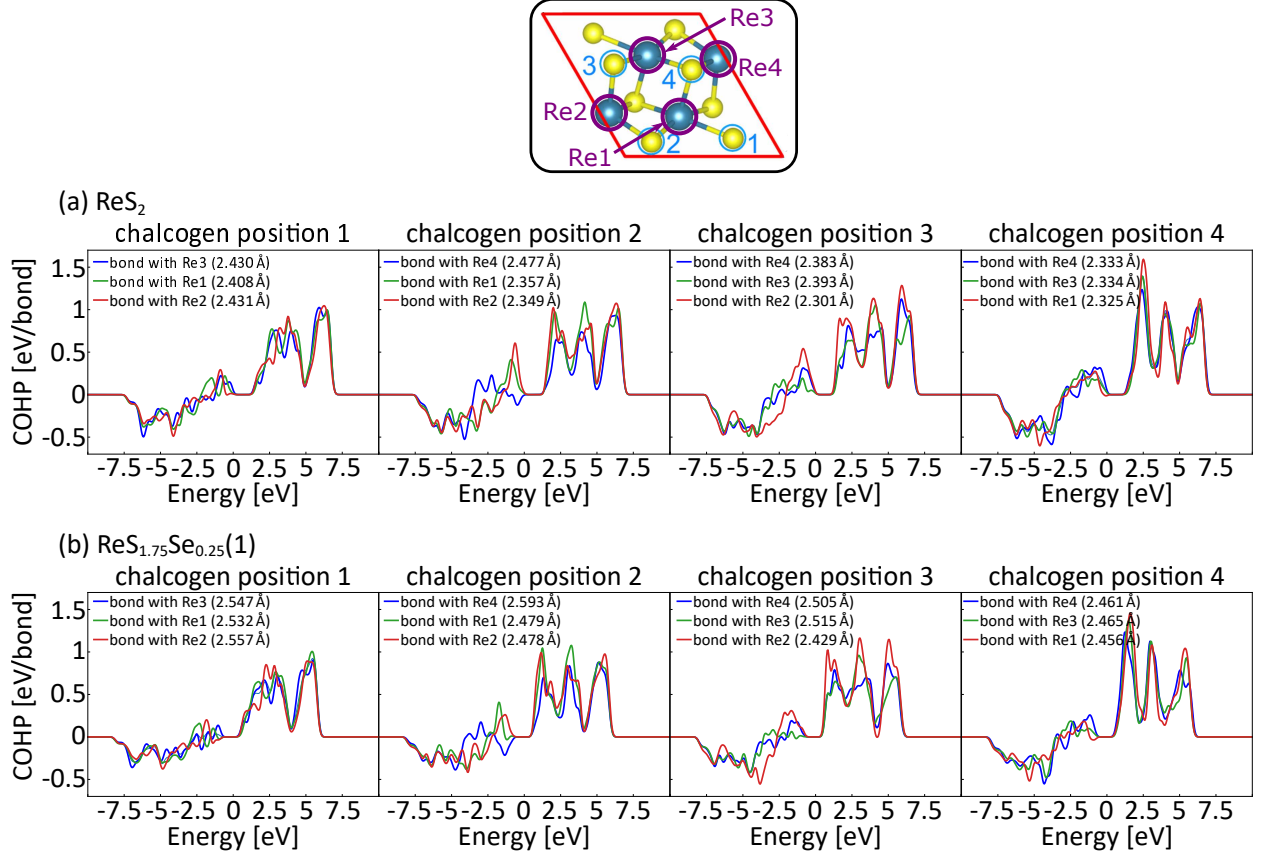 Re3
3
4
Re4
Re2
2
1
Re1
(a) ReS2
chalcogen position 1
chalcogen position 2
chalcogen position 3
chalcogen position 4
COHP [eV/bond]
1.5
1
0.5
0
-0.5
bond with Re3 (2.430 Å)
bond with Re1 (2.408 Å)
bond with Re2 (2.431 Å)
bond with Re4 (2.477 Å)
bond with Re1 (2.357 Å)
bond with Re2 (2.349 Å)
bond with Re4 (2.383 Å)
bond with Re3 (2.393 Å)
bond with Re2 (2.301 Å)
bond with Re4 (2.333 Å)
bond with Re3 (2.334 Å)
bond with Re1 (2.325 Å)
-7.5 -5 -2.5 0 2.5 5 7.5
-7.5 -5 -2.5 0 2.5 5 7.5
-7.5 -5 -2.5 0 2.5 5 7.5
-7.5 -5 -2.5 0 2.5 5 7.5
Energy [eV]
Energy [eV]
Energy [eV]
Energy [eV]
(b) ReS1.75Se0.25(1)
chalcogen position 1
chalcogen position 2
chalcogen position 3
chalcogen position 4
COHP [eV/bond]
1.5
1
0.5
0
-0.5
bond with Re3 (2.547 Å)
bond with Re1 (2.532 Å)
bond with Re2 (2.557 Å)
bond with Re4 (2.593 Å)
bond with Re1 (2.479 Å)
bond with Re2 (2.478 Å)
bond with Re4 (2.505 Å)
bond with Re3 (2.515 Å)
bond with Re2 (2.429 Å)
bond with Re4 (2.461 Å)
bond with Re3 (2.465 Å)
bond with Re1 (2.456 Å)
-7.5 -5 -2.5 0 2.5 5 7.5
-7.5 -5 -2.5 0 2.5 5 7.5
-7.5 -5 -2.5 0 2.5 5 7.5
-7.5 -5 -2.5 0 2.5 5 7.5
Energy [eV]
Energy [eV]
Energy [eV]
Energy [eV]